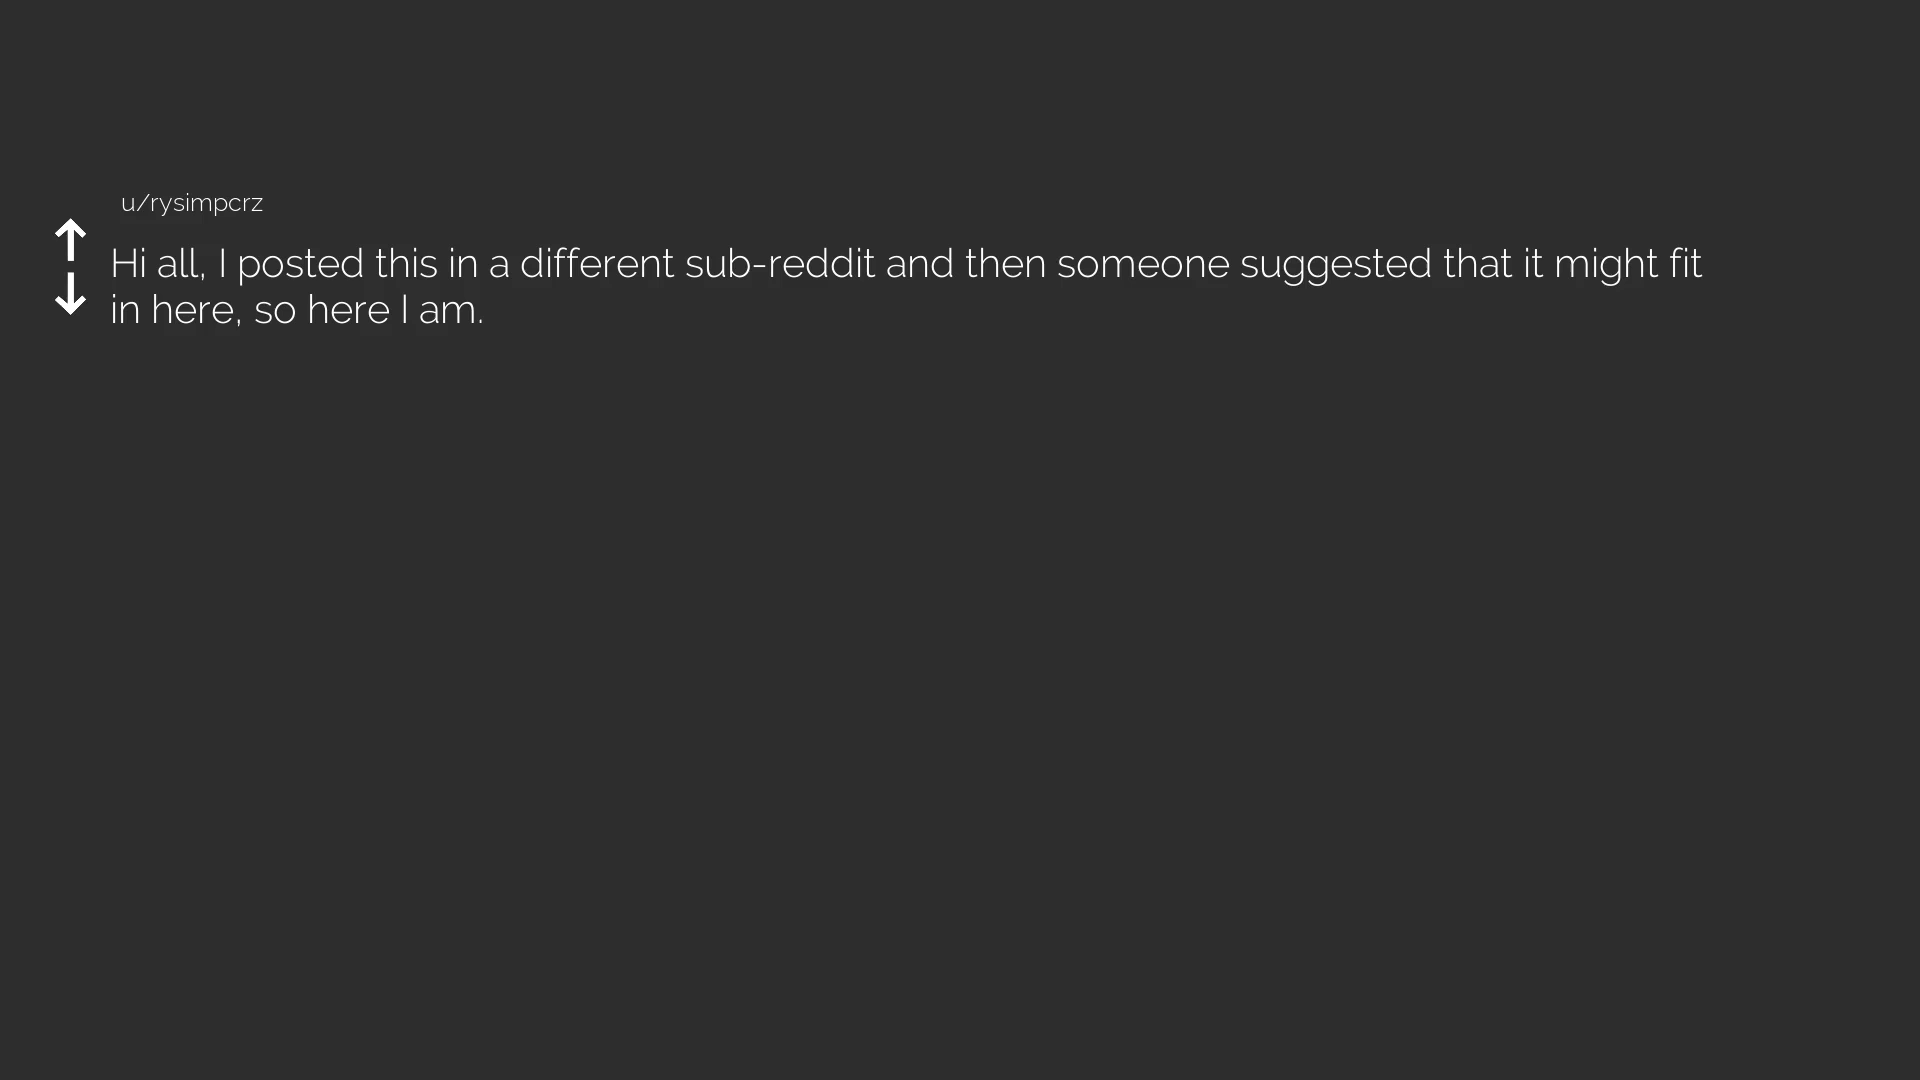 u/rysimpcrz
Hi all, I posted this in a different sub-reddit and then someone suggested that it might fit
in here, so here I am.